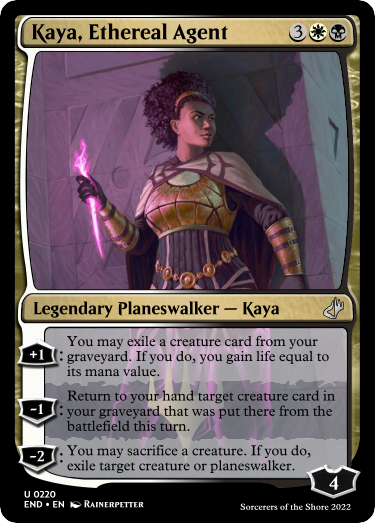 Kaya, Ethereal Agent 3
Legendary Planeswalker — Kaya
+1: You may exile a creature card from your
graveyard. If you do, you gain life equal to
its mana value.
-1: Return to your hand target creature card in
your graveyard that was put there from the
battlefield this turn.
-2: You may sacrifice a creature. If you do,
exile target creature or planeswalker.
4
U 0220
END • EN Rainerpetter
Sorcerers of the Shore 2022